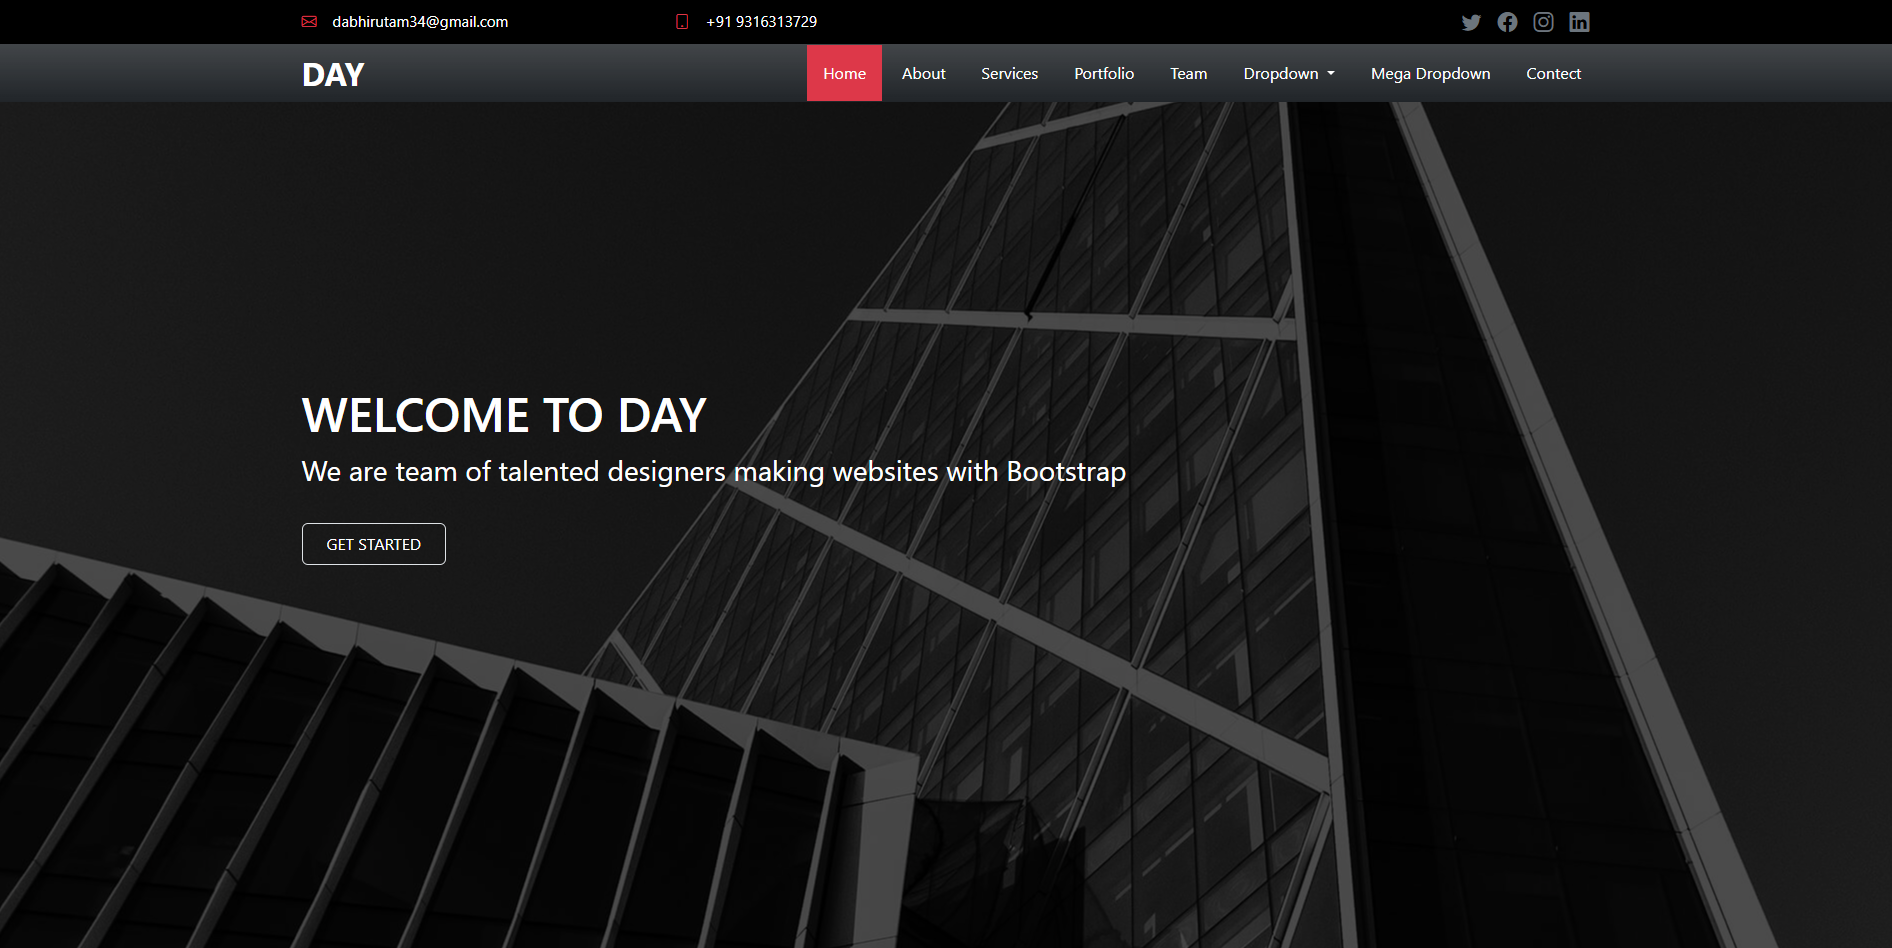 dabhirutam34@gmail.com
+91 9316313729
DAY
Home About Services Portfolio Team Dropdown Mega Dropdown Contact
WELCOME TO DAY
We are team of talented designers making websites with Bootstrap
GET STARTED